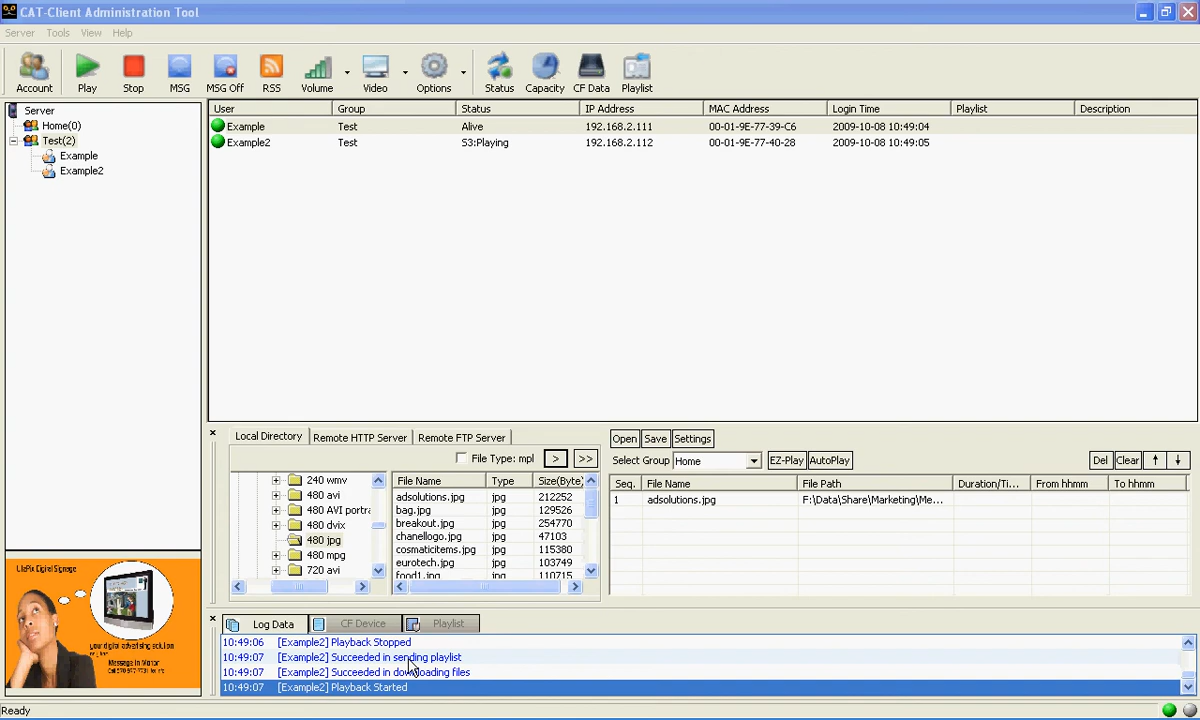 CAT-Client Administration Tool
Server Tools View Help
Account Play Stop MSG MSG Off RSS Volume Video Options Status Capacity CF Data Playlist
Server
Home(0)
Test(2)
Example
Example2
User Group Status IP Address MAC Address Login Time Playlist Description
Example Test Alive 192.168.2.111 00-01-9E-77-39-C6 2009-10-08 10:49:04
Example2 Test S3:Playing 192.168.2.112 00-01-9E-77-40-28 2009-10-08 10:49:05
Local Directory Remote HTTP Server Remote FTP Server
File Type: mpl > >>
240 wmv
480 avi
480 AVI portra
480 dvix
480 jpg
480 mpg
720 avi
File Name Type Size(Byte)
adsolutions.jpg jpg 212252
bag.jpg jpg 129526
breakout.jpg jpg 254770
chanellogo.jpg jpg 47103
cosmaticitems.jpg jpg 115380
eurotech.jpg jpg 103749
food1.jpg jpg 110715
Open Save Settings
Select Group Home EZ-Play AutoPlay Del Clear ↑ ↓
Seq. File Name File Path Duration/Ti... From hhmm To hhmm
1 adsolutions.jpg F:\Data\Share\Marketing\Me...
Digital Signage
your digital advertising solution
Message in Motion
Log Data CF Device Playlist
10:49:06 [Example2] Playback Stopped
10:49:07 [Example2] Succeeded in sending playlist
10:49:07 [Example2] Succeeded in downloading files
10:49:07 [Example2] Playback Started
Ready